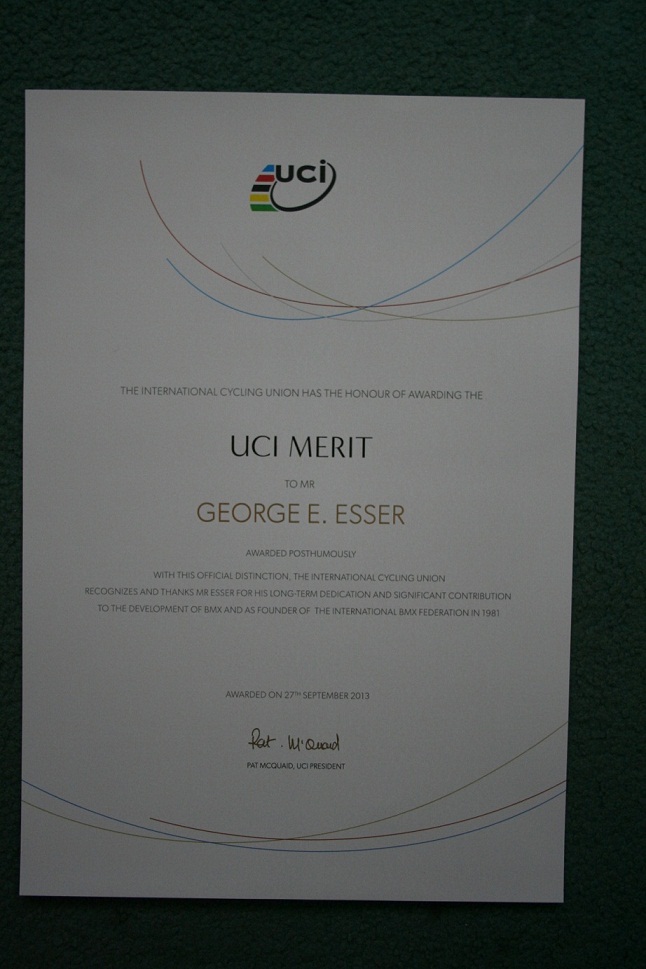 UCI
THE INTERNATIONAL CYCLING UNION HAS THE HONOUR OF AWARDING THE
UCI MERIT
TO MR
GEORGE E. ESSER
AWARDED POSTHUMOUSLY
WITH THIS OFFICIAL DISTINCTION, THE INTERNATIONAL CYCLING UNION
RECOGNIZES AND THANKS MR ESSER FOR HIS LONG-TERM DEDICATION AND SIGNIFICANT CONTRIBUTION
TO THE DEVELOPMENT OF BMX AND AS FOUNDER OF THE INTERNATIONAL BMX FEDERATION IN 1981
AWARDED ON 27TH SEPTEMBER 2013
Pat. McQuaid
PAT MCQUAID, UCI PRESIDENT